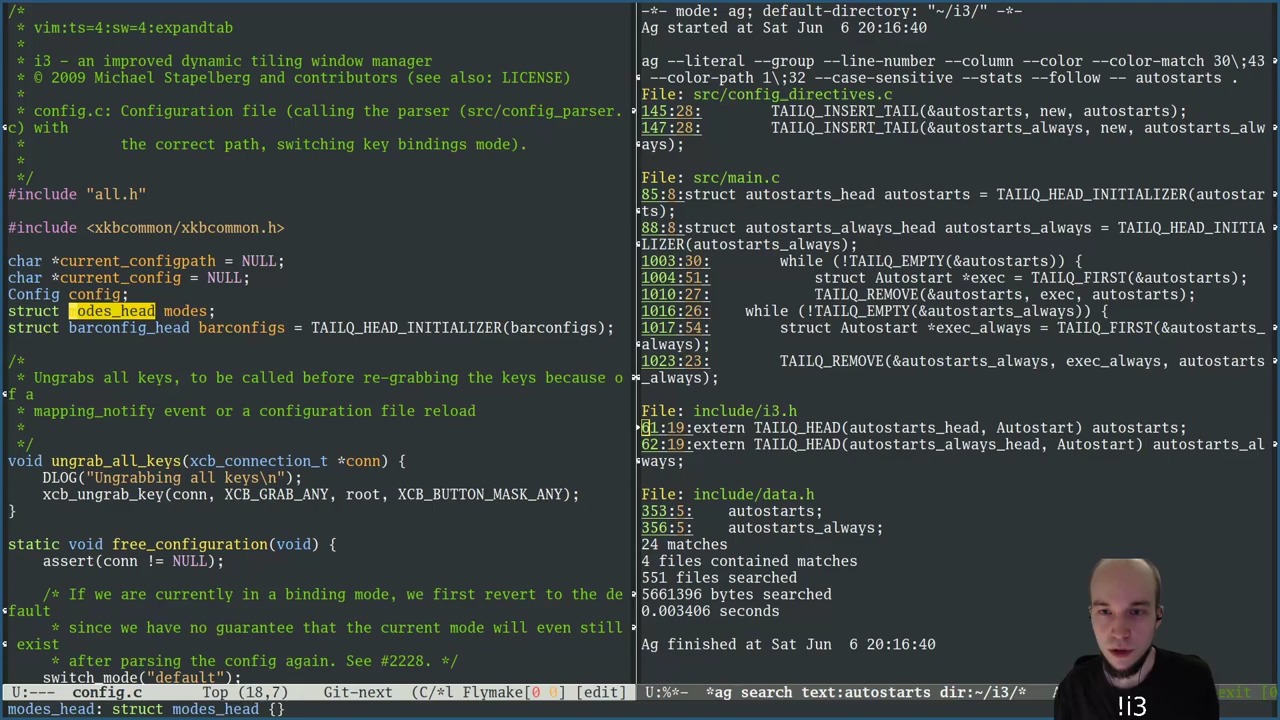 /*
* vim:ts=4:sw=4:expandtab
*
* i3 - an improved dynamic tiling window manager
* © 2009 Michael Stapelberg and contributors (see also: LICENSE)
*
* config.c: Configuration file (calling the parser (src/config_parser.
c) with
*           the correct path, switching key bindings mode).
*
*/
#include "all.h"
#include <xkbcommon/xkbcommon.h>
char *current_configpath = NULL;
char *current_config = NULL;
Config config;
struct modes_head modes;
struct barconfig_head barconfigs = TAILQ_HEAD_INITIALIZER(barconfigs);
/*
* Ungrabs all keys, to be called before re-grabbing the keys because o
f a
* mapping_notify event or a configuration file reload
*
*/
void ungrab_all_keys(xcb_connection_t *conn) {
DLOG("Ungrabbing all keys\n");
xcb_ungrab_key(conn, XCB_GRAB_ANY, root, XCB_BUTTON_MASK_ANY);
}
static void free_configuration(void) {
assert(conn != NULL);
/* If we are currently in a binding mode, we first revert to the de
fault
* since we have no guarantee that the current mode will even still
exist
* after parsing the config again. See #2228. */
switch_mode("default");
U:---  config.c       Top (18,7)    Git-next  (C/*l Flymake[0 0] [edit]
modes_head: struct modes_head {}
-*- mode: ag; default-directory: "~/i3/" -*-
Ag started at Sat Jun  6 20:16:40
ag --literal --group --line-number --column --color --color-match 30\;43
--color-path 1\;32 --case-sensitive --stats --follow -- autostarts .
File: src/config_directives.c
145:28:        TAILQ_INSERT_TAIL(&autostarts, new, autostarts);
147:28:        TAILQ_INSERT_TAIL(&autostarts_always, new, autostarts_alw
ays);
File: src/main.c
85:8:struct autostarts_head autostarts = TAILQ_HEAD_INITIALIZER(autostar
ts);
88:8:struct autostarts_always_head autostarts_always = TAILQ_HEAD_INITIA
LIZER(autostarts_always);
1003:30:        while (!TAILQ_EMPTY(&autostarts)) {
1004:51:            struct Autostart *exec = TAILQ_FIRST(&autostarts);
1010:27:            TAILQ_REMOVE(&autostarts, exec, autostarts);
1016:26:    while (!TAILQ_EMPTY(&autostarts_always)) {
1017:54:        struct Autostart *exec_always = TAILQ_FIRST(&autostarts_
always);
1023:23:        TAILQ_REMOVE(&autostarts_always, exec_always, autostarts
_always);
File: include/i3.h
61:19:extern TAILQ_HEAD(autostarts_head, Autostart) autostarts;
62:19:extern TAILQ_HEAD(autostarts_always_head, Autostart) autostarts_al
ways;
File: include/data.h
353:5:    autostarts;
356:5:    autostarts_always;
24 matches
4 files contained matches
551 files searched
5661396 bytes searched
0.003406 seconds
Ag finished at Sat Jun  6 20:16:40
U:%*-  *ag search text:autostarts dir:~/i3/*
exit [0
!i3